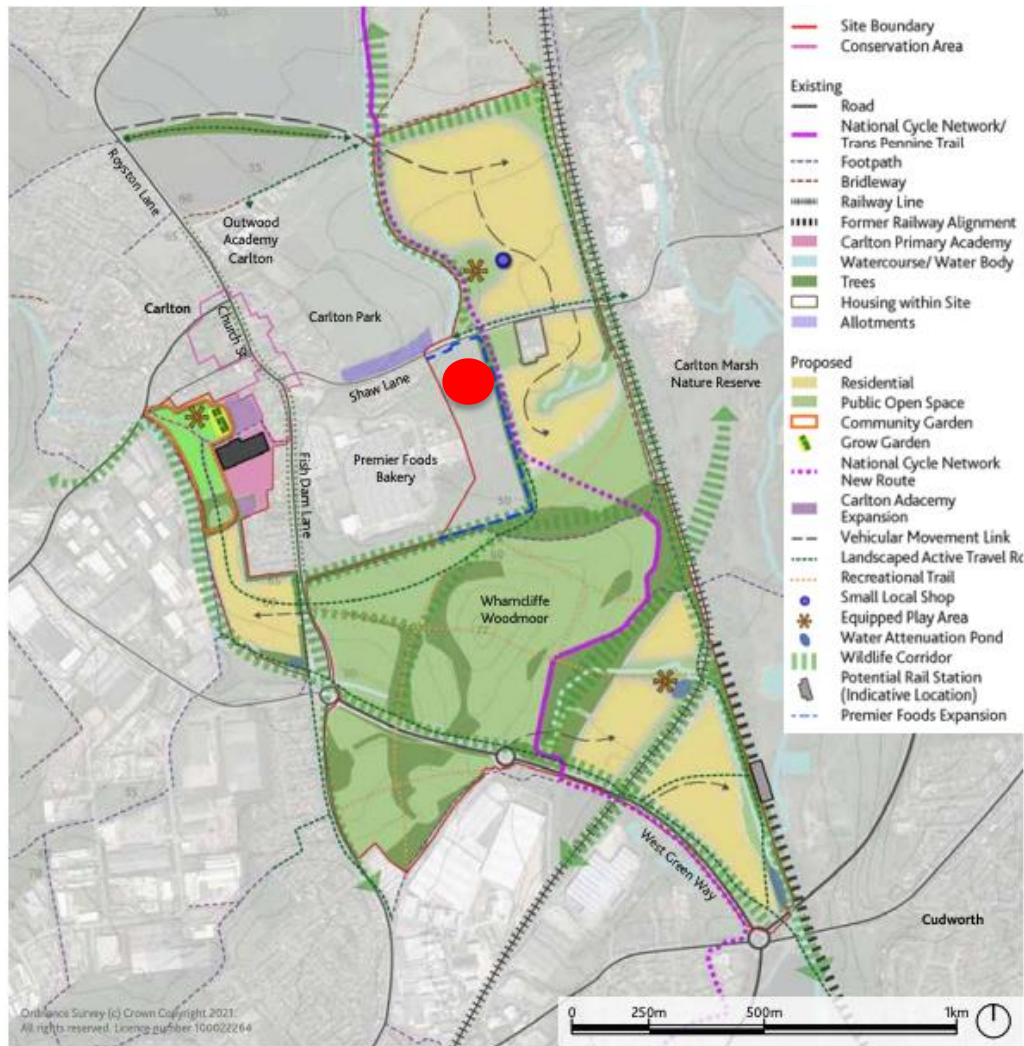 Site Boundary
Conservation Area
Existing
Road
National Cycle Network/
Trans Pennine Trail
Footpath
Bridleway
Railway Line
Former Railway Alignment
Carlton Primary Academy
Watercourse/ Water Body
Trees
Housing within Site
Allotments
Proposed
Residential
Public Open Space
Community Garden
Grow Garden
National Cycle Network
New Route
Carlton Adacemy
Expansion
Vehicular Movement Link
Landscaped Active Travel Ro
Recreational Trail
Small Local Shop
Equipped Play Area
Water Attenuation Pond
Wildlife Corridor
Potential Rail Station
(Indicative Location)
Premier Foods Expansion
Royston Lane
55
60
65
Outwood
Academy
Carlton
Carlton
Church St
Carlton Park
Shaw Lane
Carlton Marsh
Nature Reserve
Premier Foods
Bakery
Fish Dam Lane
50
Wharncliffe
Woodmoor
West Green Way
Cudworth
Ordnance Survey (c) Crown Copyright 2021.
All rights reserved. Licence number 100022264
0 250m 500m 1km